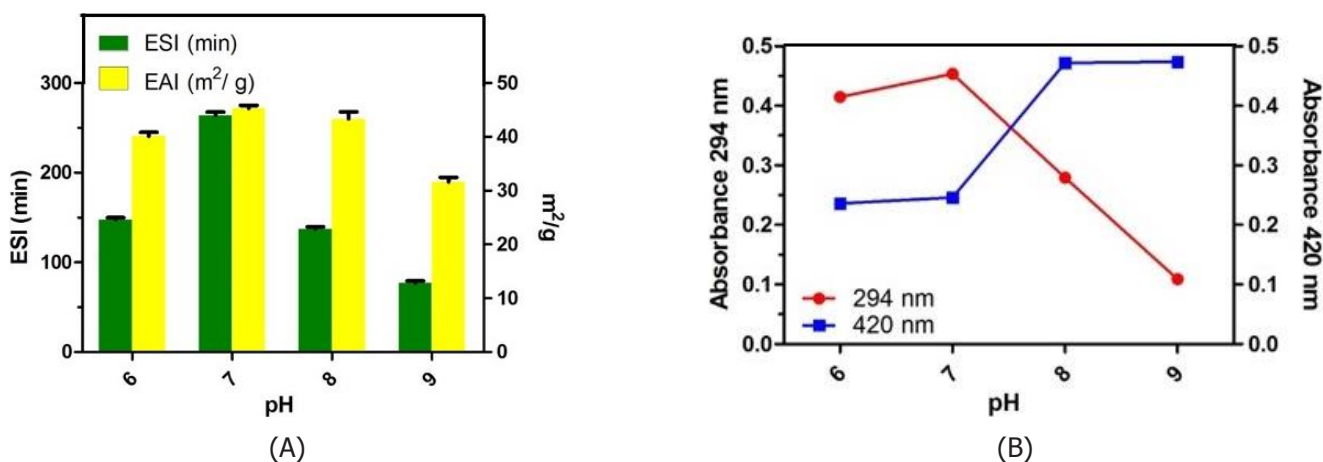 ESI (min)
EAI (m²/ g)
300
200
100
0
50
40
30
20
10
0
ESI (min)
m²/g
6 7 8 9
pH
(A)
0.5
0.4
0.3
0.2
0.1
0.0
0.5
0.4
0.3
0.2
0.1
0.0
Absorbance 294 nm
Absorbance 420 nm
294 nm
420 nm
6 7 8 9
pH
(B)